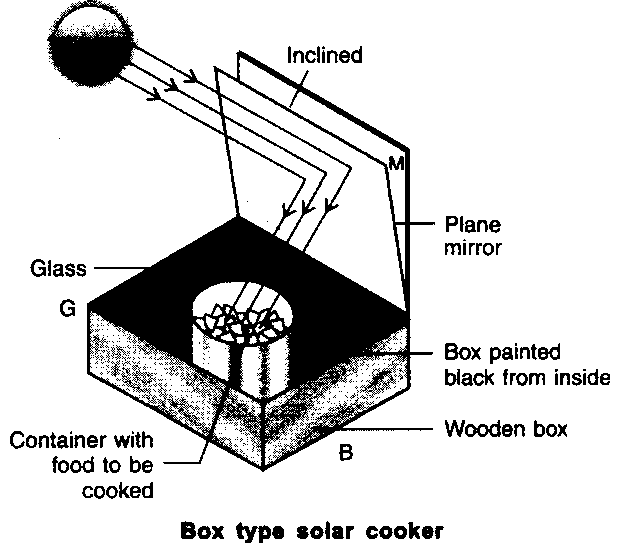 Inclined
M
Plane
mirror
Glass
G
Box painted
black from inside
Container with
food to be
cooked
Wooden box
B
Box type solar cooker